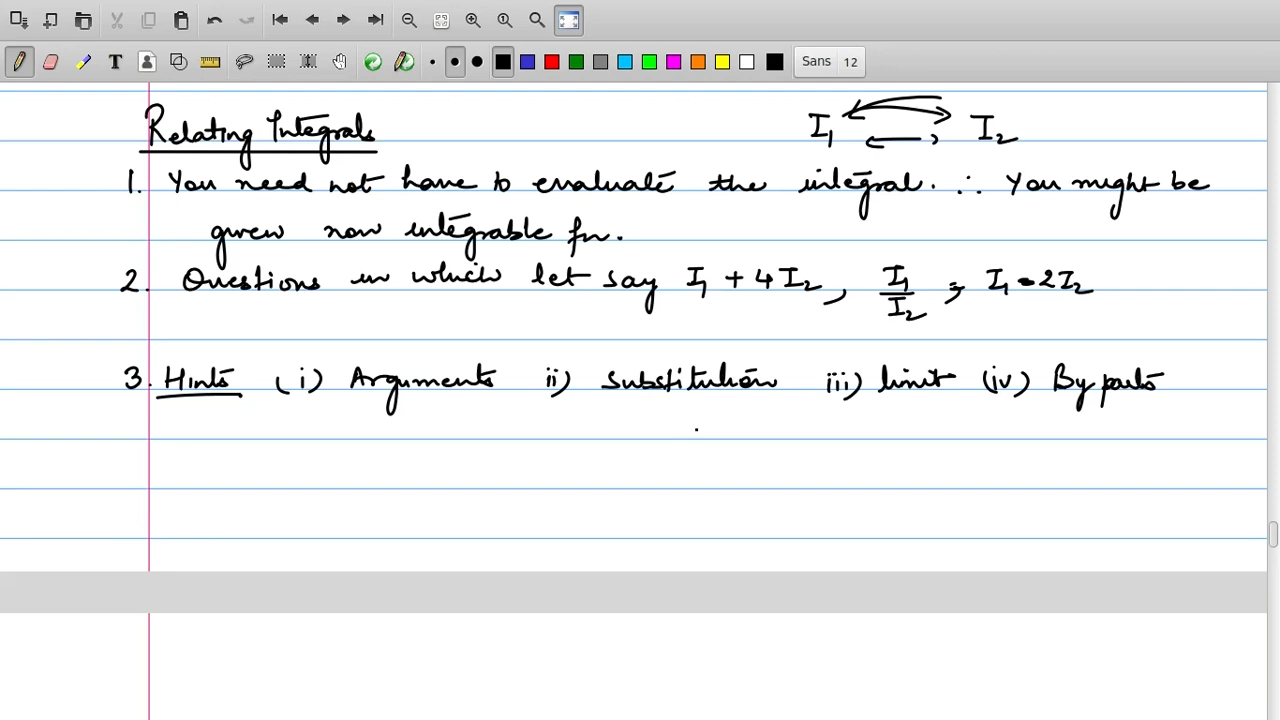 Sans 12
Relating Integrals I₁ I₂
1. You need not have to evaluate the integral. ∴ You might be
given non integrable fn.
2. Questions in which let say I₁ + 4I₂, I₁/I₂, I₁ - 2I₂
3. Hints (i) Arguments ii) Substitution iii) limit (iv) By parts